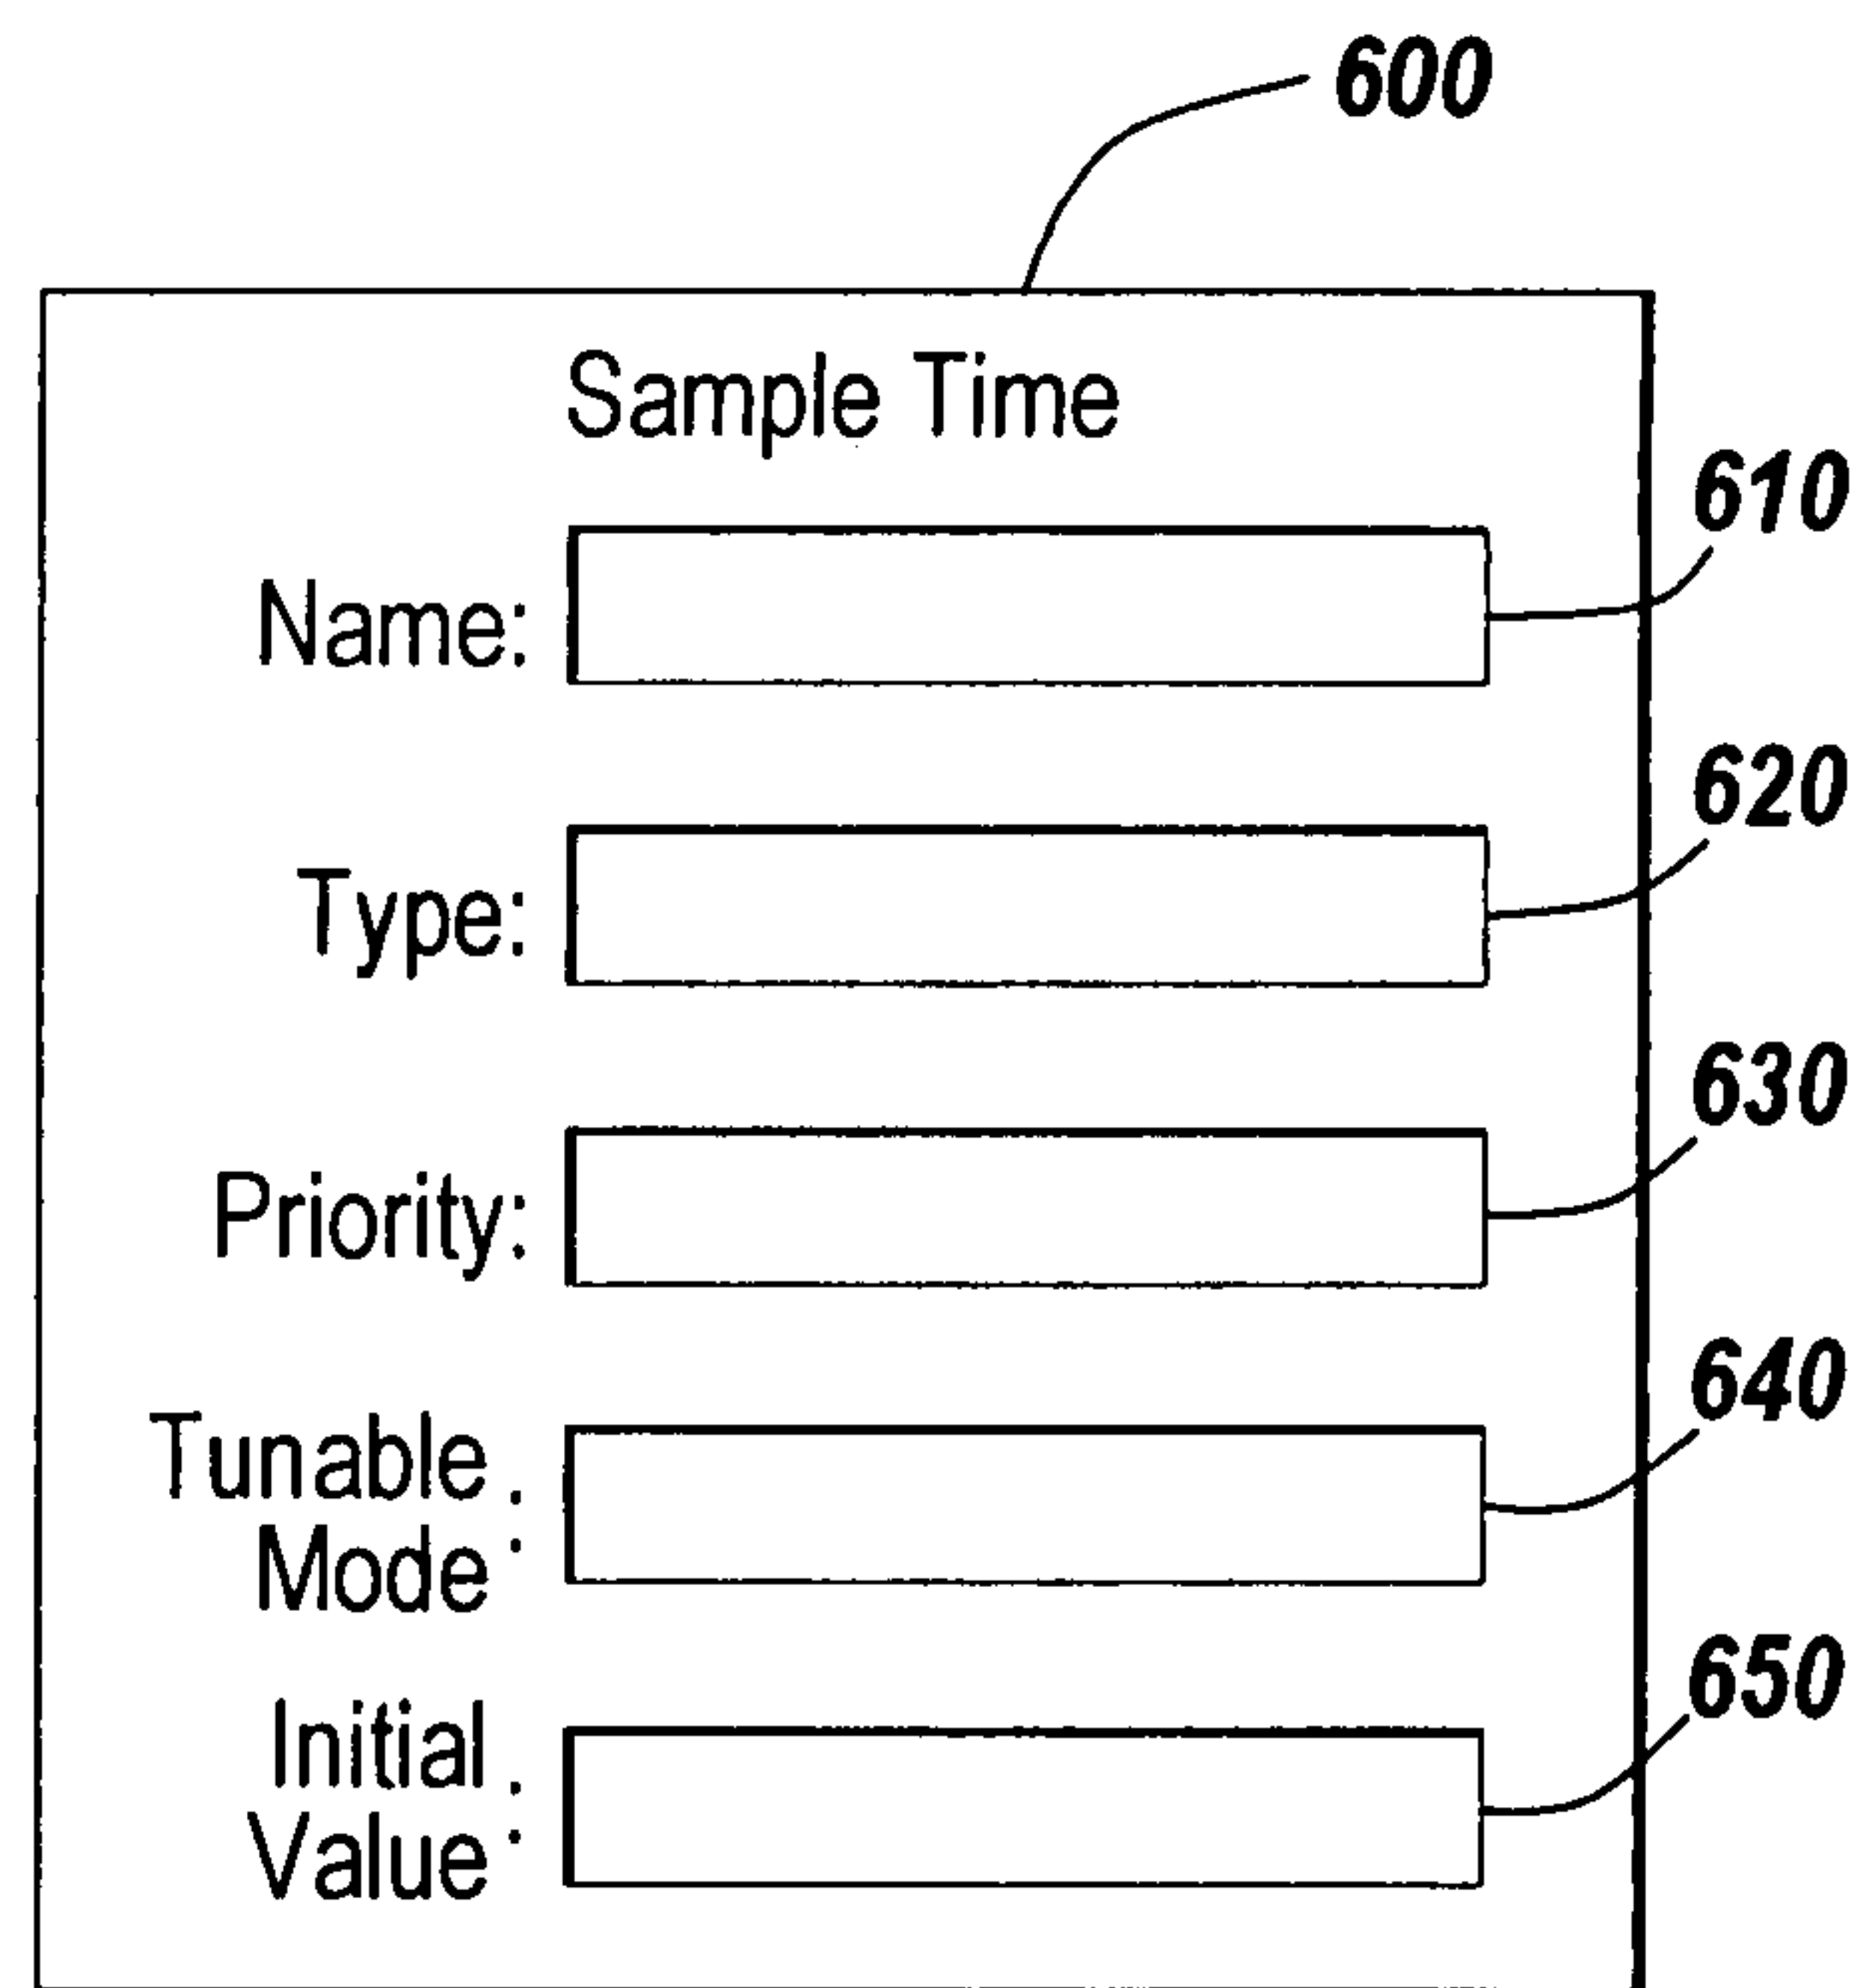 600
Sample Time
610
Name:
620
Type:
630
Priority:
640
Tunable
Mode:
650
Initial
Value: